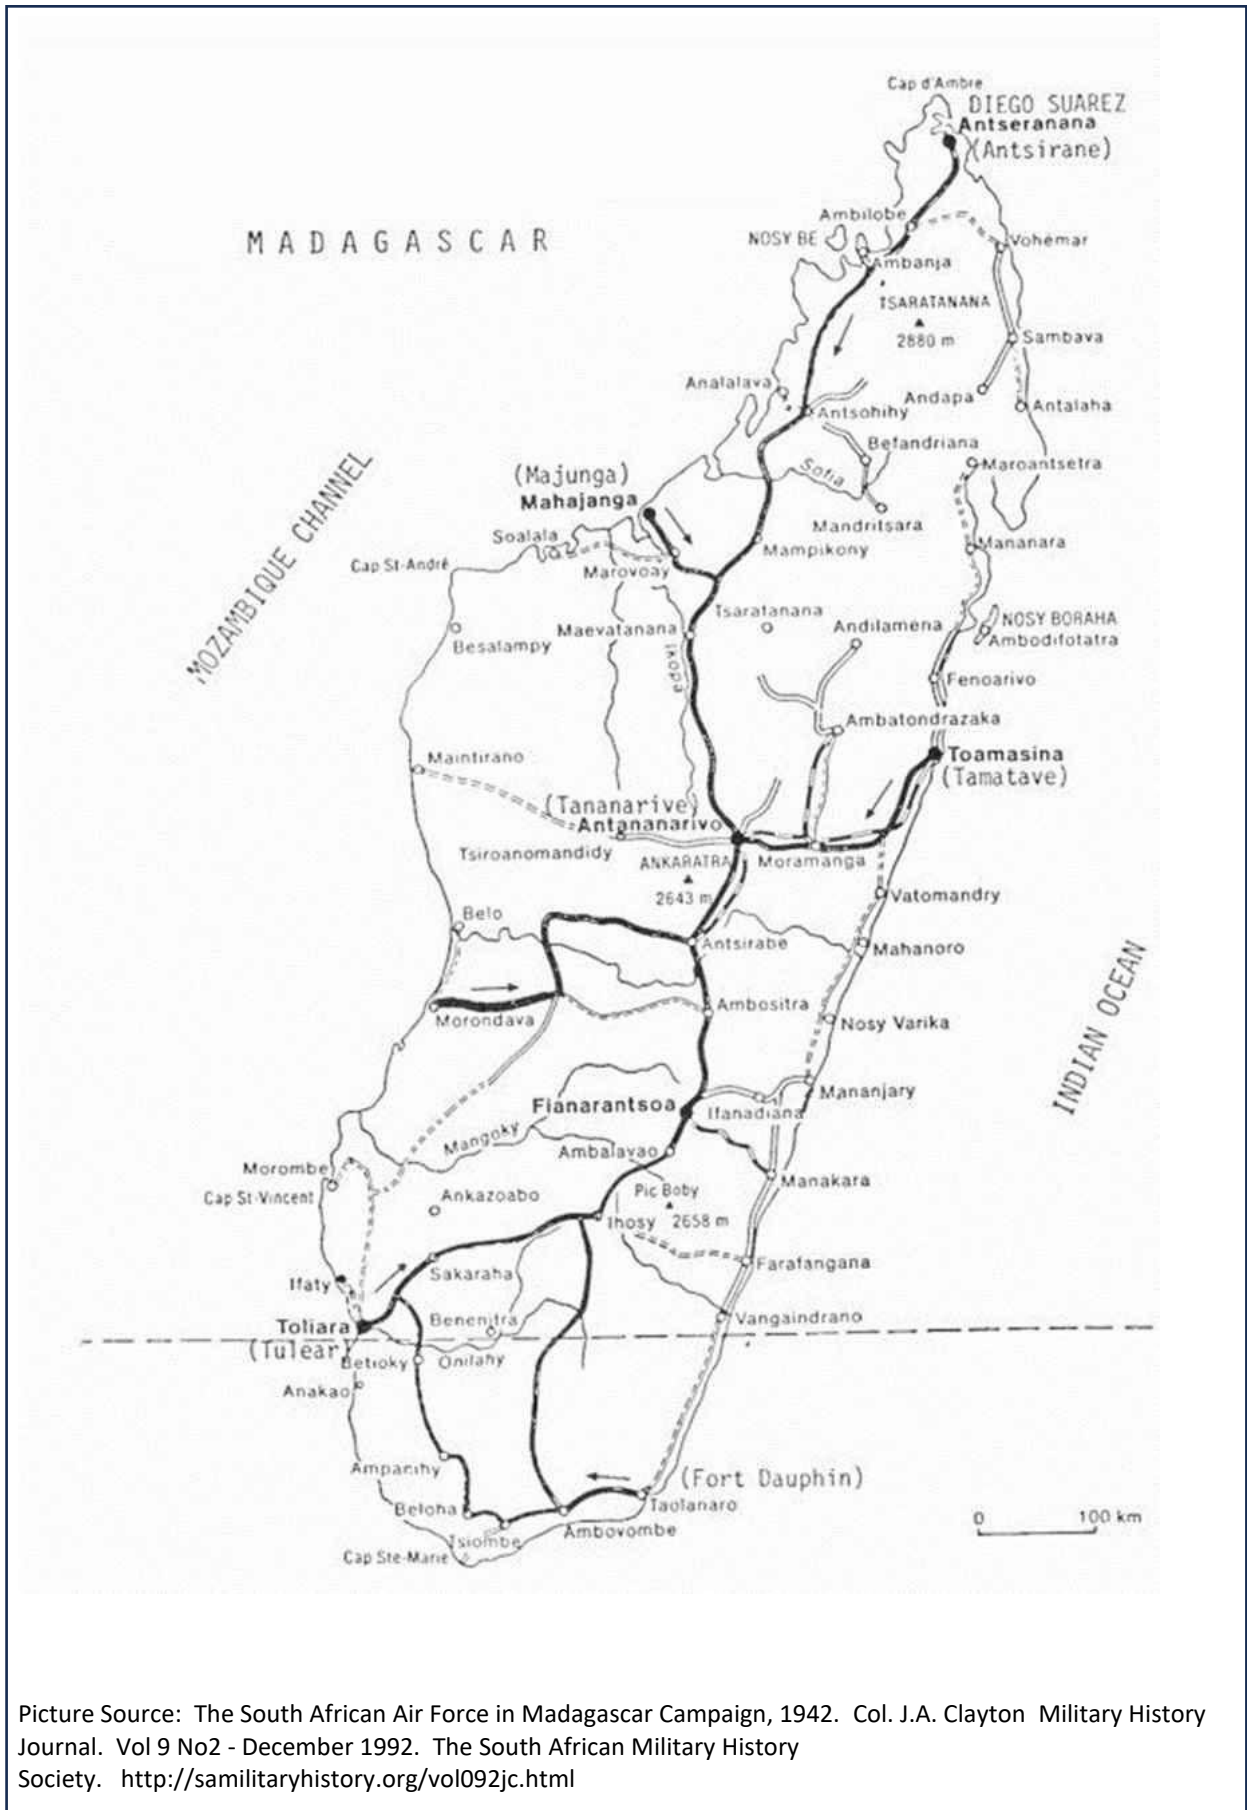 Cap d'Ambre
DIEGO SUAREZ
Antseranana
(Antsirane)
Ambilobe
MADAGASCAR
NOSY BE
Vohémar
Ambanja
TSARATANANA
2880 m
Sambava
Analalava
Andapa
Antalaha
Antsohihy
Befandriana
MOZAMBIQUE CHANNEL
(Majunga)
Sofia
Maroantsetra
Mahajanga
Mandritsara
Soalala
Mampikony
Mananara
Cap St-André
Marovoay
Tsaratanana
NOSY BORAHA
Maevatanana
Andilamena
Ambodifotatra
Besalampy
Ikopa
Fenoarivo
Ambatondrazaka
Maintirano
Toamasina
(Tamatave)
(Tananarive)
Antananarivo
Tsiroanomandidy
ANKARATRA
Moramanga
2643 m
Vatomandry
Belo
Antsirabe
Mahanoro
Ambositra
Morondava
Nosy Varika
INDIAN OCEAN
Mananjary
Fianarantsoa
Ifanadiana
Mangoky
Ambalavao
Morombe
Manakara
Cap St-Vincent
Ankazoabo
Pic Boby
Ihosy
2658 m
Farafangana
Sakaraha
Ifaty
Toliara
Benenitra
Vangaindrano
(Tulear)
Betioky
Onilahy
Anakao
Ampanihy
(Fort Dauphin)
Taolanaro
Beloha
0
100 km
Ambovombe
Tsiombe
Cap Ste-Marie
Picture Source: The South African Air Force in Madagascar Campaign, 1942. Col. J.A. Clayton Military History
Journal. Vol 9 No2 - December 1992. The South African Military History
Society. http://samilitaryhistory.org/vol092jc.html